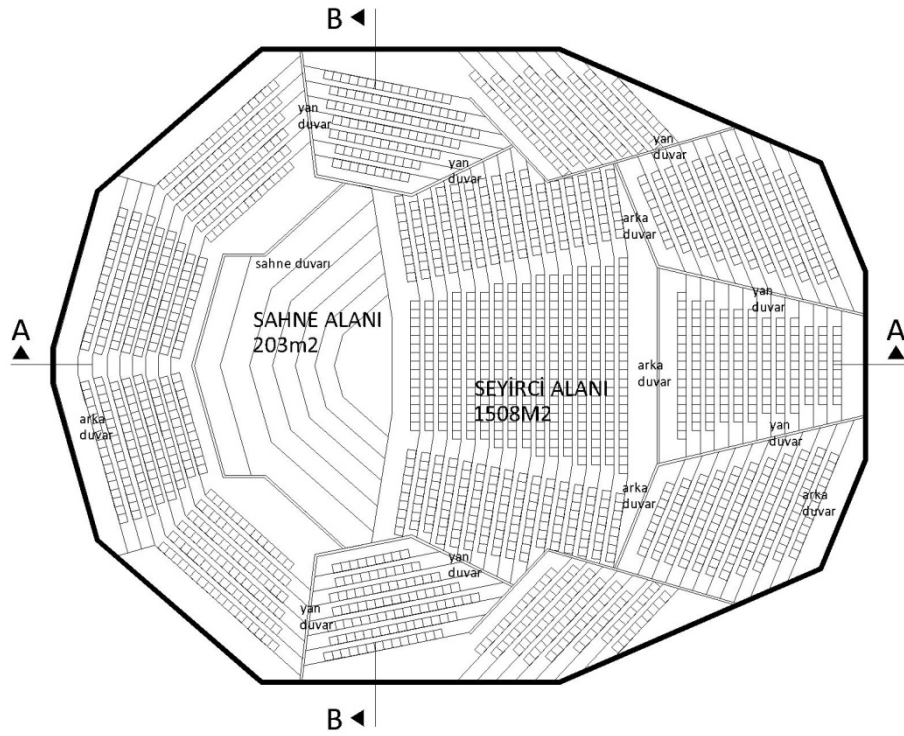 B
yan
duvar
yan
duvar
yan
duvar
arka
duvar
sahne duvarı
yan
duvar
SAHNE ALANI
203m2
A
A
arka
duvar
SEYİRCİ ALANI
1508M2
arka
duvar
yan
duvar
arka
duvar
arka
duvar
yan
duvar
yan
duvar
B